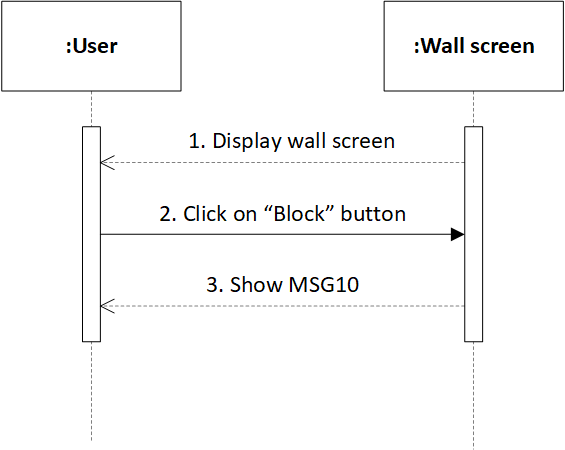 :User
:Wall screen
1. Display wall screen
2. Click on “Block” button
3. Show MSG10